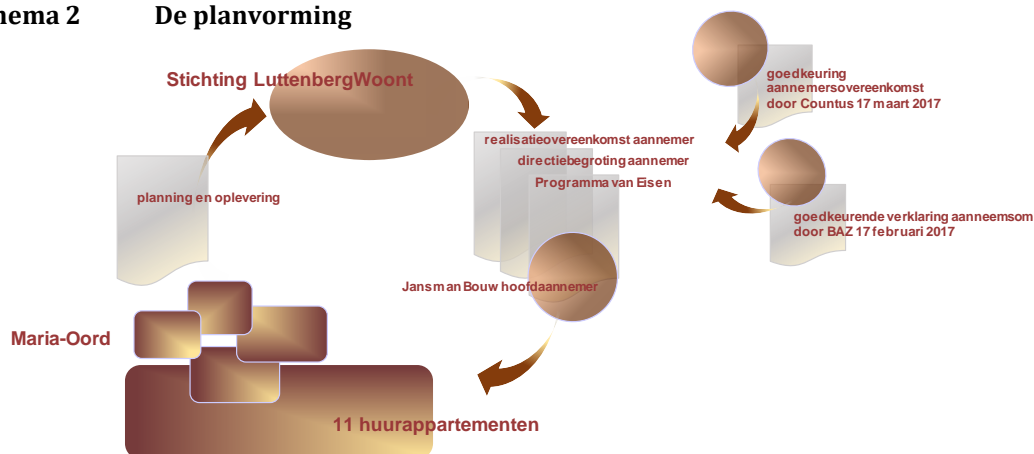 nema 2 De planvorming
Stichting LuttenbergWoont
goedkeuring
aannemersovereenkomst
door Countus 17 maart 2017
realisatieovereenkomst aannemer
directiebegroting aannemer
Programma van Eisen
planning en oplevering
goedkeurende verklaring aanneemsom
door BAZ 17 februari 2017
Jansman Bouw hoofdaannemer
Maria-Oord
11 huurappartementen